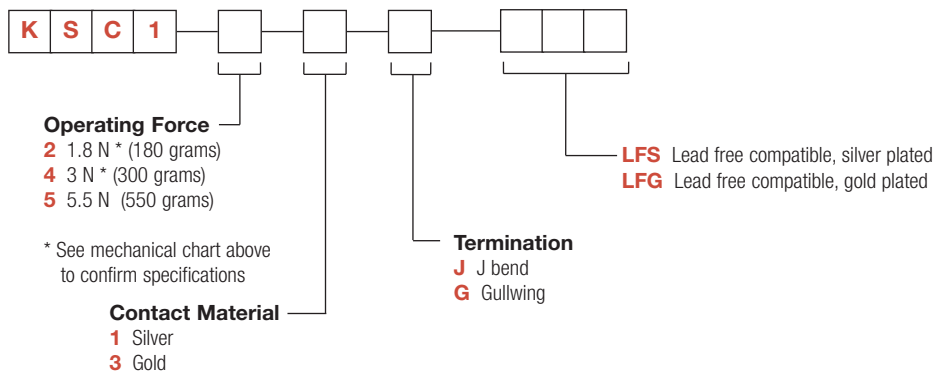 K S C 1
Operating Force
2 1.8 N * (180 grams)
4 3 N * (300 grams)
5 5.5 N (550 grams)
* See mechanical chart above
to confirm specifications
Contact Material
1 Silver
3 Gold
Termination
J J bend
G Gullwing
LFS Lead free compatible, silver plated
LFG Lead free compatible, gold plated